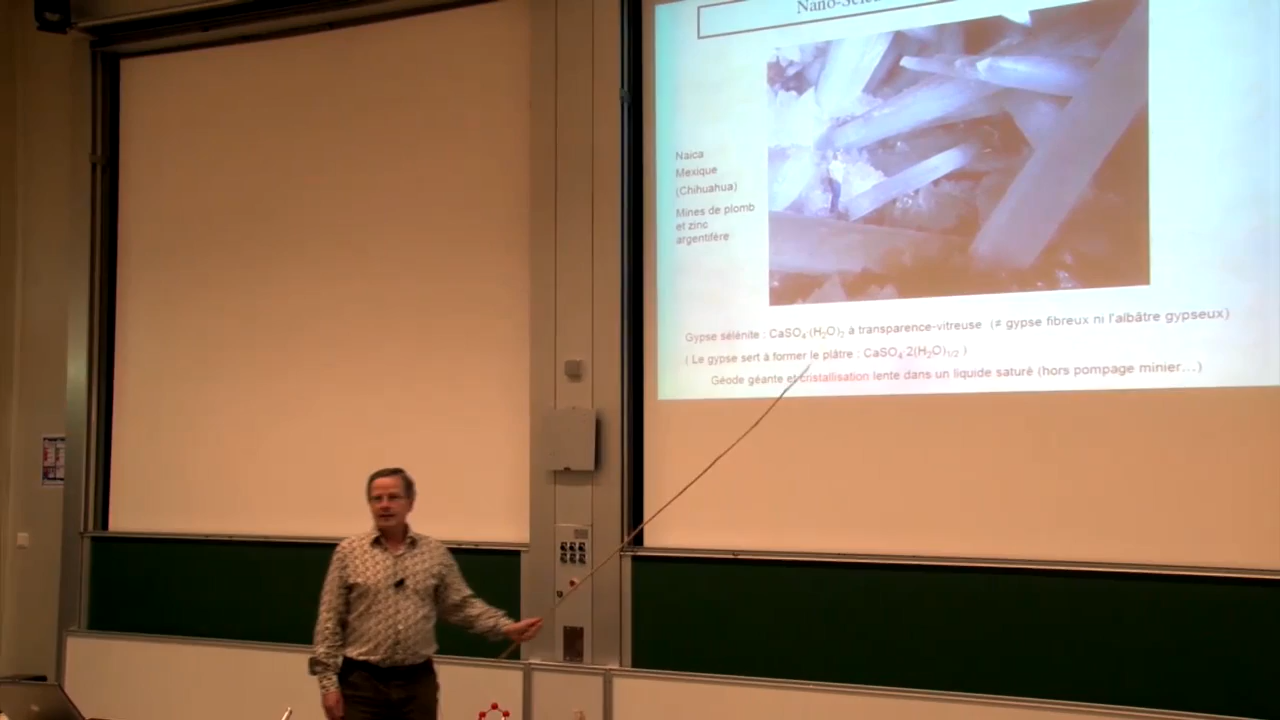 Naica
Mexique
(Chihuahua)
Mines de plomb
et zinc
argentifère
Gypse sélénite : CaSO₄·(H₂O)₂ à transparence-vitreuse (≠ gypse fibreux ni l'albâtre gypseux)
( Le gypse sert à former le plâtre : CaSO₄·2(H₂O)₁/₂ )
Géode géante et cristallisation lente dans un liquide saturé (hors pompage minier…)